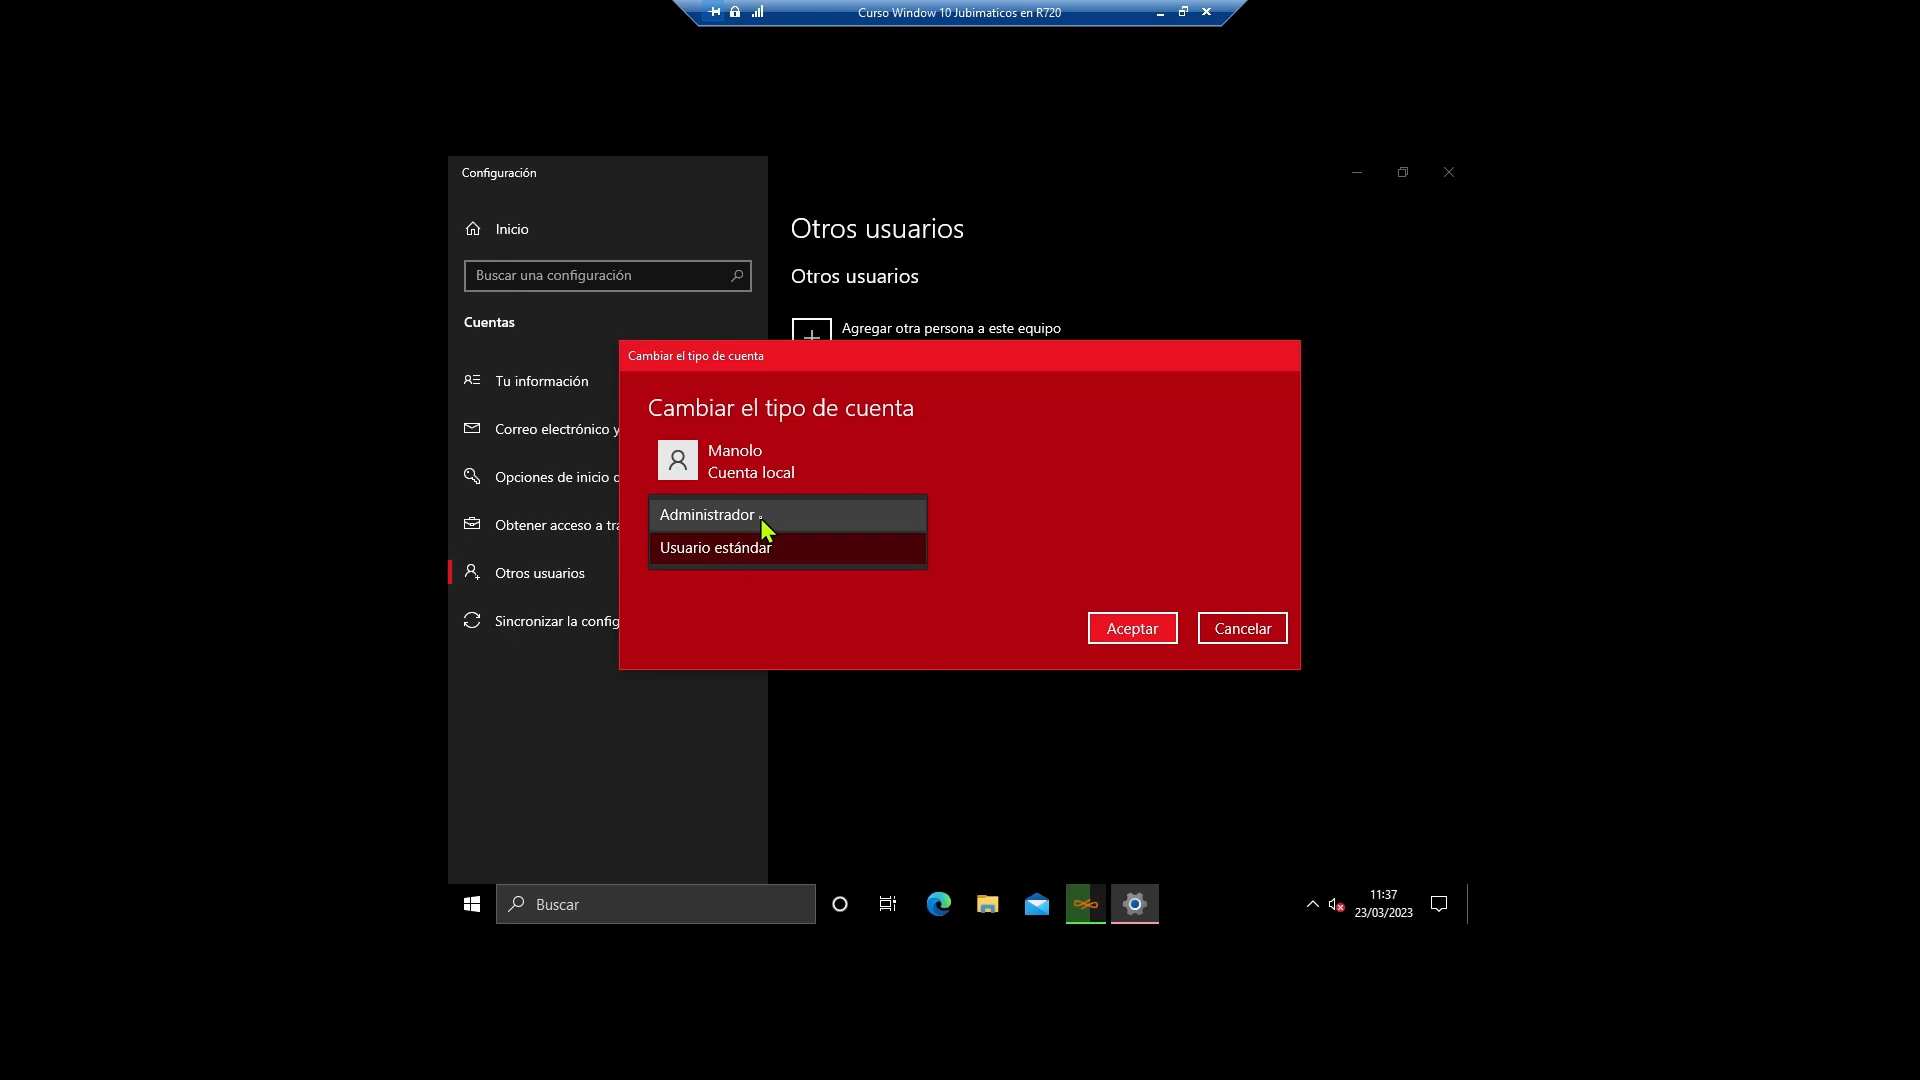 Curso Window 10 Jubimaticos en R720
Configuración
Inicio
Buscar una configuración
Cuentas
Tu información
Correo electrónico y
Opciones de inicio
Obtener acceso a
Otros usuarios
Sincronizar la config
Otros usuarios
Otros usuarios
Agregar otra persona a este equipo
Cambiar el tipo de cuenta
Cambiar el tipo de cuenta
Manolo
Cuenta local
Administrador
Usuario estándar
Aceptar
Cancelar
Buscar
11:37
23/03/2023